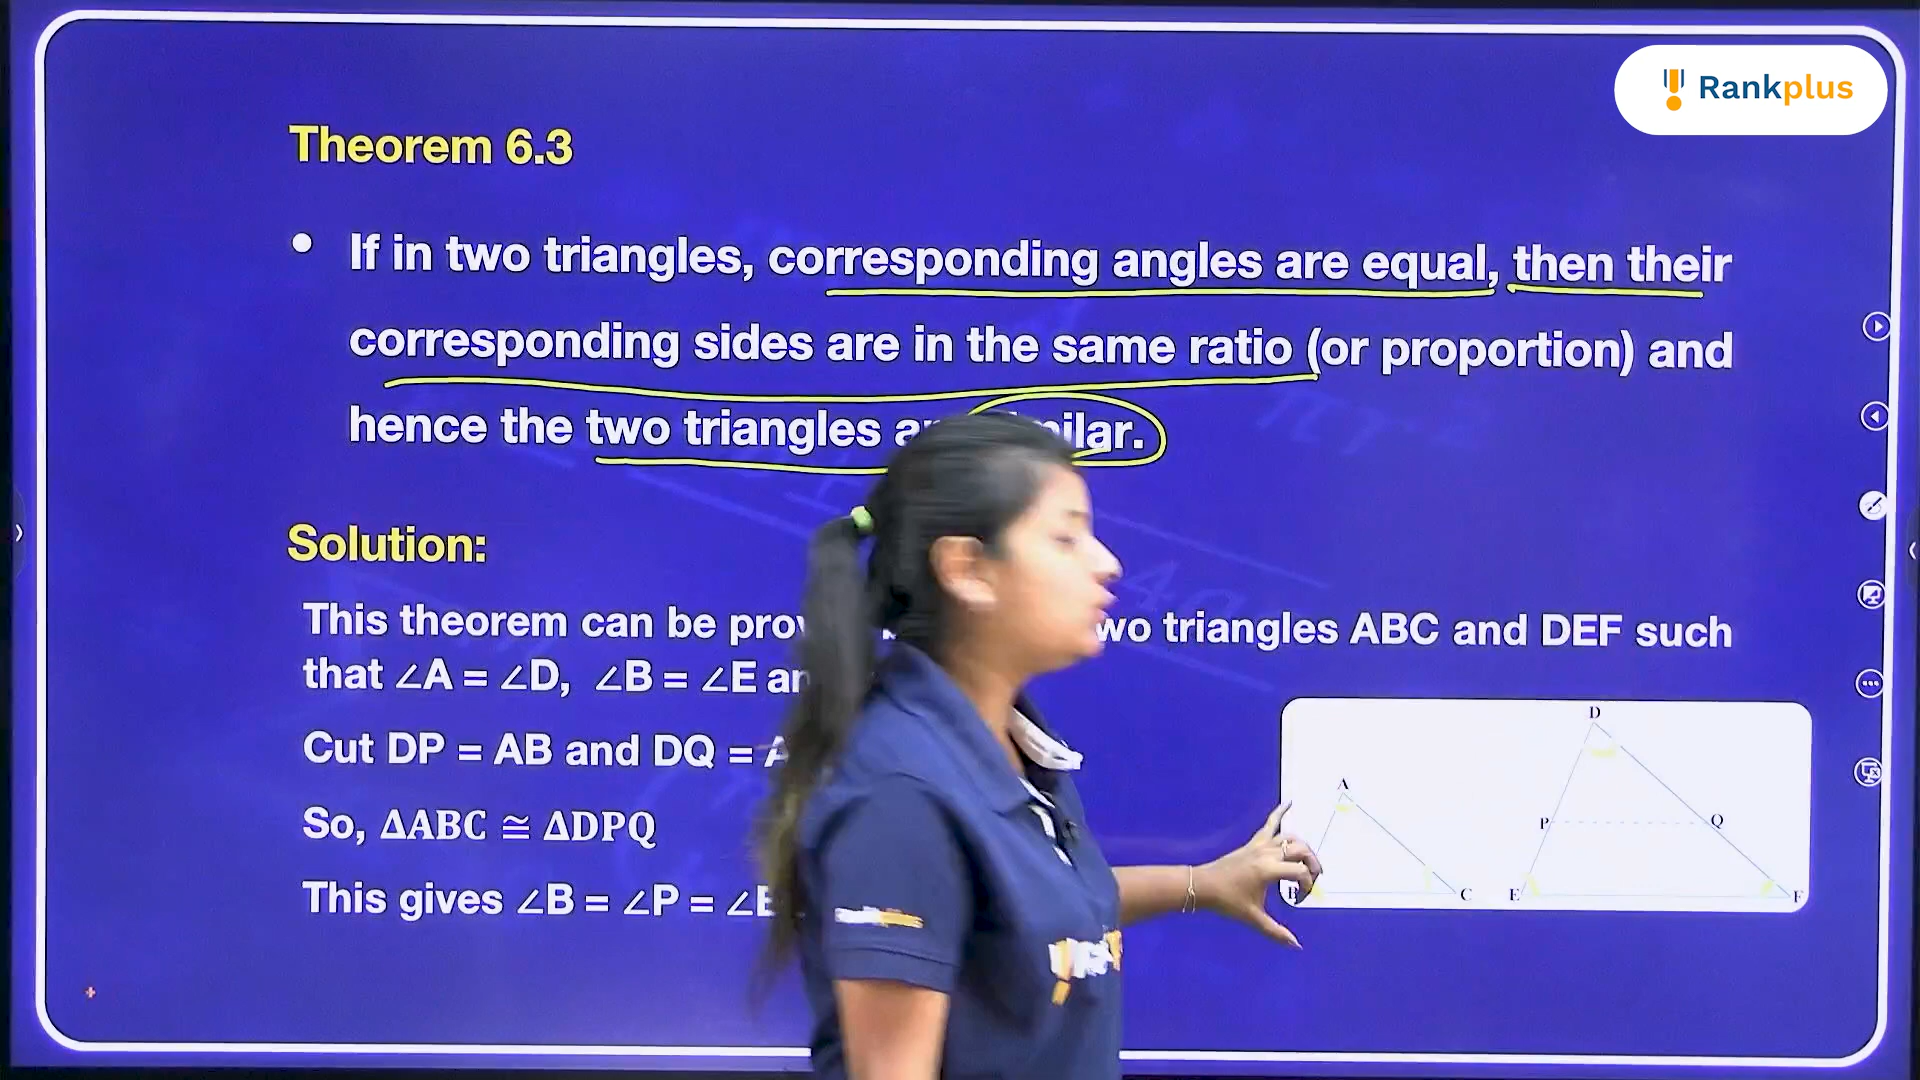 Rankplus
Theorem 6.3
• If in two triangles, corresponding angles are equal, then their
corresponding sides are in the same ratio (or proportion) and
hence the two triangles
This theorem can be two triangles ABC and DEF such
that ∠A = ∠D, ∠B = ∠E
Solution:
Cut DP = AB and DQ =
So, ΔABC ≅ ΔDPQ
This gives ∠B = ∠P =
D
A
P
Q
C
E
F